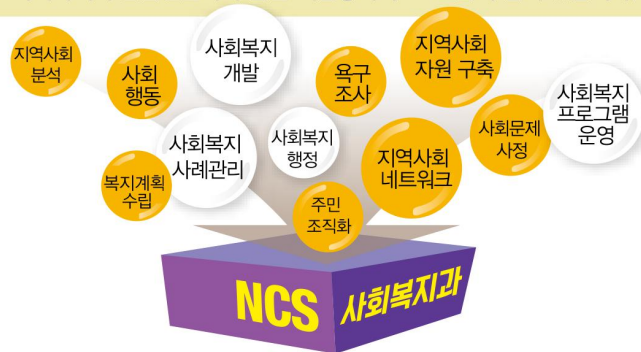 지역사회
분석
사회
행동
사회복지
개발
욕구
조사
지역사회
자원 구축
사회복지
프로그램
운영
사회문제
사정
사회복지
사례관리
사회복지
행정
지역사회
네트워크
복지계획
수립
주민
조직화
NCS 사회복지과